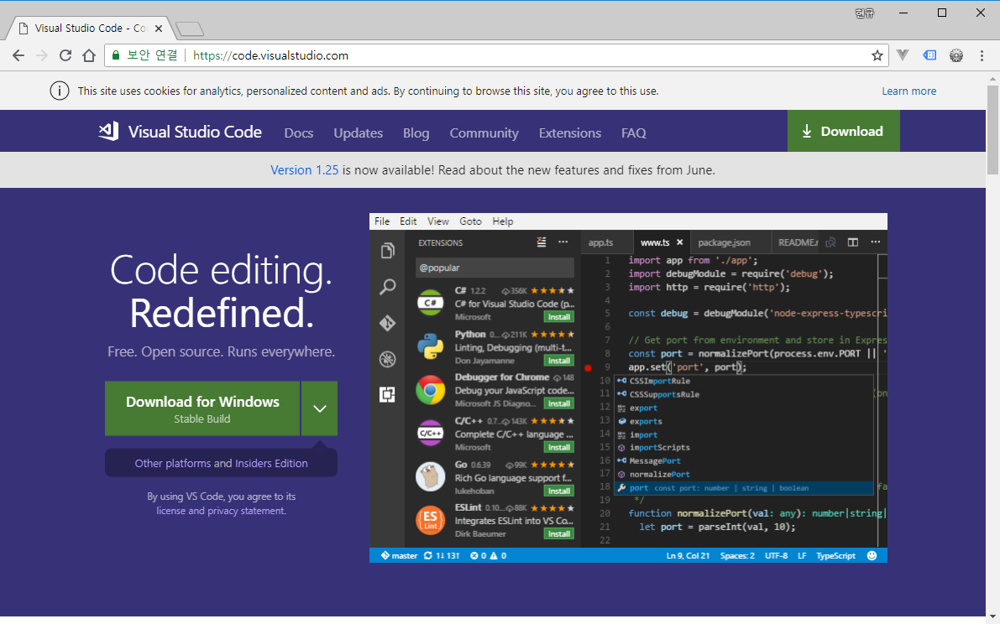 현규
Visual Studio Code - Co
보안 연결 https://code.visualstudio.com
This site uses cookies for analytics, personalized content and ads. By continuing to browse this site, you agree to this use.
Learn more
Visual Studio Code Docs Updates Blog Community Extensions FAQ Download
Version 1.25 is now available! Read about the new features and fixes from June.
Code editing.
Redefined.
Free. Open source. Runs everywhere.
Download for Windows
Stable Build
Other platforms and Insiders Edition
By using VS Code, you agree to its
license and privacy statement.
File Edit View Goto Help
EXTENSIONS
@popular
C# 1.2.2 356K
C# for Visual Studio Code (p...
Microsoft Install
Python 0.... 211K
Linting, Debugging (multi-t...
Don Jayamanne Install
Debugger for Chrome 148
Debug your JavaScript code...
Microsoft JS Diagno... Install
C/C++ 0.7... 143K
Complete C/C++ language ...
Microsoft Install
Go 0.6.39 99K
Rich Go language support f...
lukehoban Install
ESLint 0.10... 88K
Integrates ESLint into VS Co...
Dirk Baeumer Install
C#
C/C++
ES
Lint
app.ts www.ts package.json README.r
1 import app from './app';
2 import debugModule = require('debug');
3 import http = require('http');
4
5 const debug = debugModule('node-express-typescri
6
7 // Get port from environment and store in Expres
8 const port = normalizePort(process.env.PORT || '
9 app.set('port', port);
10 CSSImportRule
11 CSSSupportsRule
12 export
13 exports
14 import
15 importScripts
16 MessagePort
17 normalizePort
18 port const port: number | string | boolean fa
19 */
20 function normalizePort(val: any): number|string|
21 let port = parseInt(val, 10);
22
master 1↓ 13↑ 0 0 Ln 9, Col 21 Spaces: 2 UTF-8 LF TypeScript